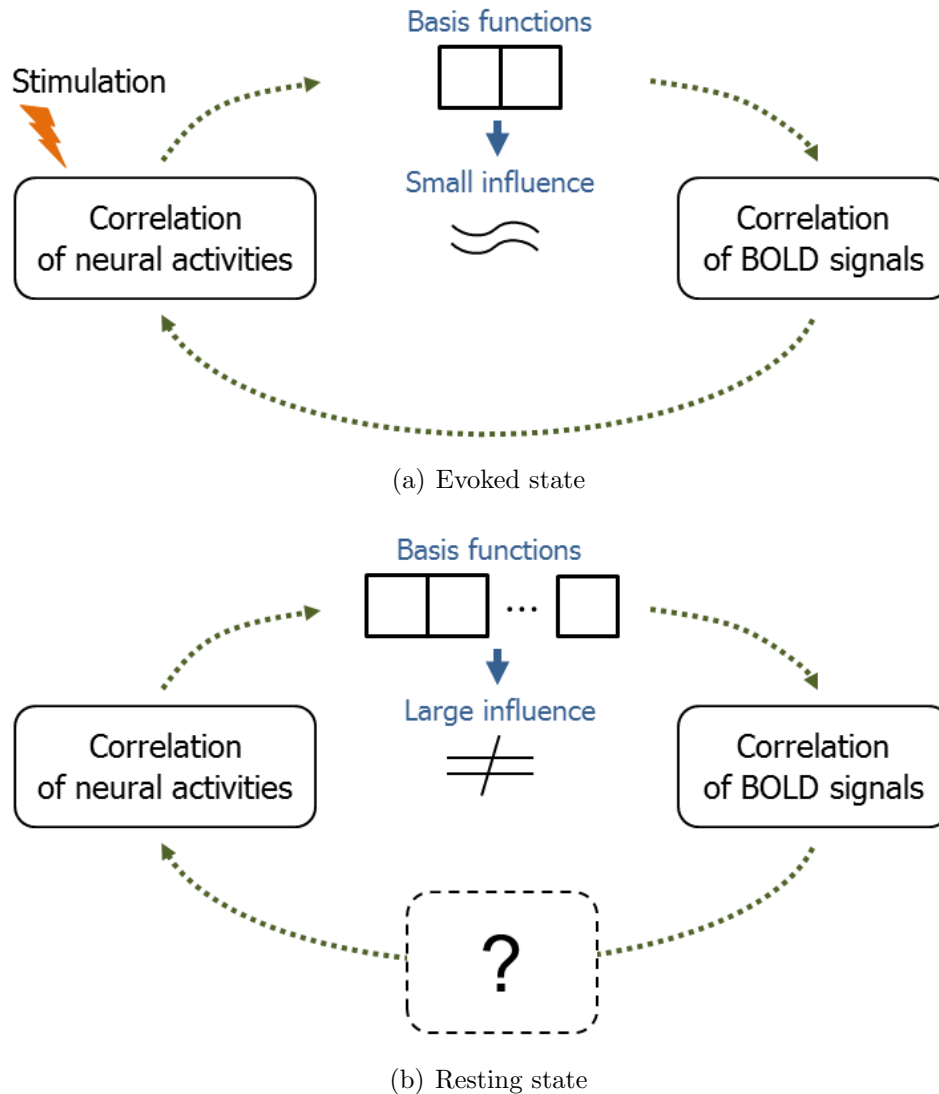 Basis functions
Stimulation
Small influence
Correlation
of neural activities
Correlation
of BOLD signals
(a) Evoked state
Basis functions
...
Large influence
Correlation
of neural activities
Correlation
of BOLD signals
?
(b) Resting state